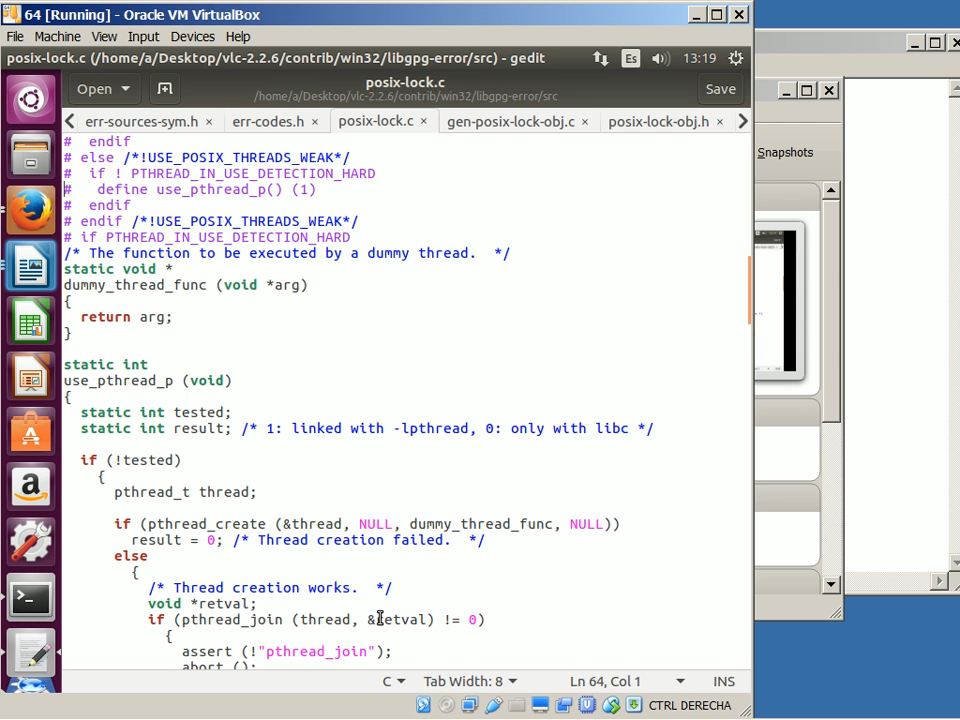 64 [Running] - Oracle VM VirtualBox
File Machine View Input Devices Help
posix-lock.c (/home/a/Desktop/vlc-2.2.6/contrib/win32/libgpg-error/src) - gedit
Es
13:19
Open
posix-lock.c
/home/a/Desktop/vlc-2.2.6/contrib/win32/libgpg-error/src
Save
err-sources-sym.h × err-codes.h × posix-lock.c × gen-posix-lock-obj.c × posix-lock-obj.h ×
Snapshots
#  endif
# else /*!USE_POSIX_THREADS_WEAK*/
#  if ! PTHREAD_IN_USE_DETECTION_HARD
#   define use_pthread_p() (1)
#  endif
# endif /*!USE_POSIX_THREADS_WEAK*/
# if PTHREAD_IN_USE_DETECTION_HARD
/* The function to be executed by a dummy thread.  */
static void *
dummy_thread_func (void *arg)
{
  return arg;
}
static int
use_pthread_p (void)
{
  static int tested;
  static int result; /* 1: linked with -lpthread, 0: only with libc */
  if (!tested)
    {
      pthread_t thread;
      if (pthread_create (&thread, NULL, dummy_thread_func, NULL))
        result = 0; /* Thread creation failed.  */
      else
        {
          /* Thread creation works.  */
          void *retval;
          if (pthread_join (thread, &retval) != 0)
            {
              assert (!"pthread_join");
              abort ();
C
Tab Width: 8
Ln 64, Col 1
INS
CTRL DERECHA